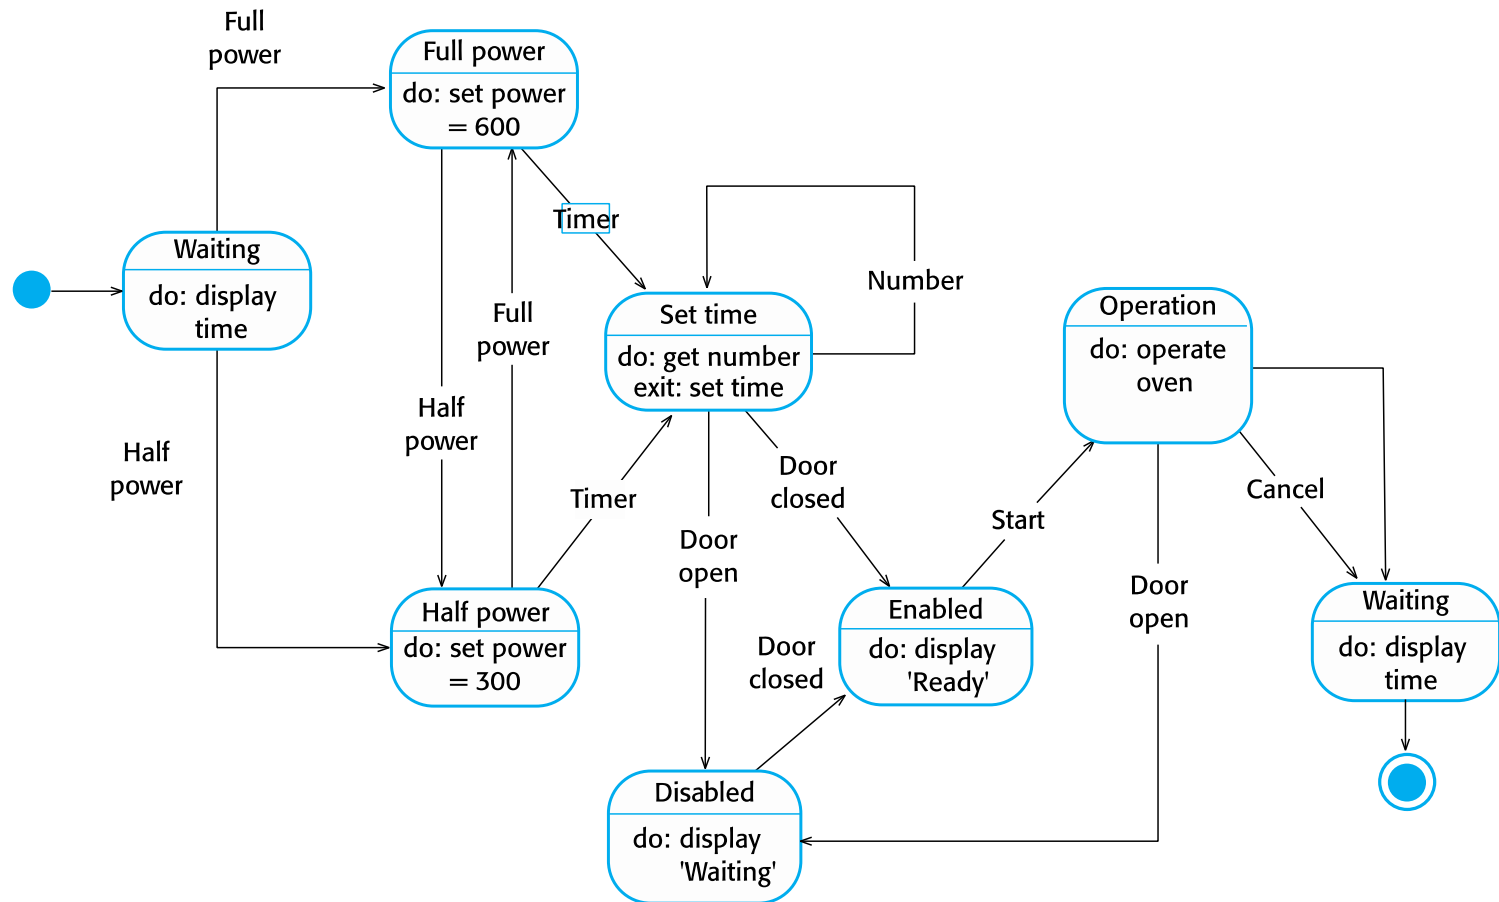 Full
power
Full power
do: set power
= 600
Timer
Waiting
do: display
time
Number
Full
power
Set time
do: get number
exit: set time
Operation
do: operate
oven
Half
power
Half
power
Timer
Door
closed
Start
Cancel
Door
open
Door
open
Half power
do: set power
= 300
Door
closed
Enabled
do: display
'Ready'
Waiting
do: display
time
Disabled
do: display
'Waiting'